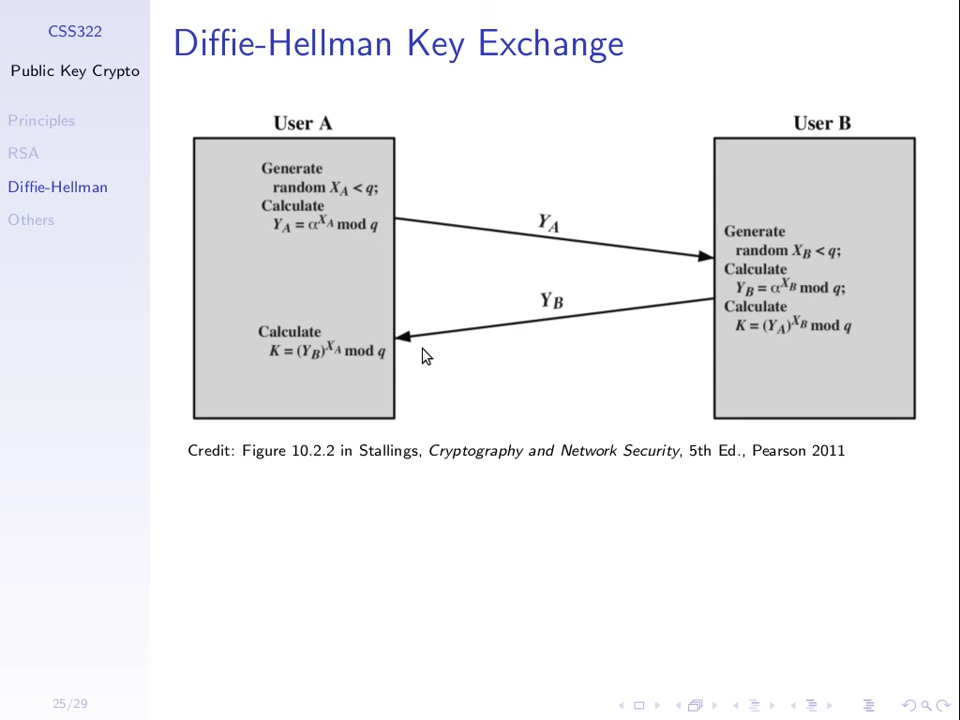 CSS322
Public Key Crypto
Principles
RSA
Diffie-Hellman
Others
25/29
Diffie-Hellman Key Exchange
User A
Generate
random X_A < q;
Calculate
Y_A = α^{X_A} mod q
Calculate
K = (Y_B)^{X_A} mod q
Y_A
Y_B
User B
Generate
random X_B < q;
Calculate
Y_B = α^{X_B} mod q;
Calculate
K = (Y_A)^{X_B} mod q
Credit: Figure 10.2.2 in Stallings, Cryptography and Network Security, 5th Ed., Pearson 2011